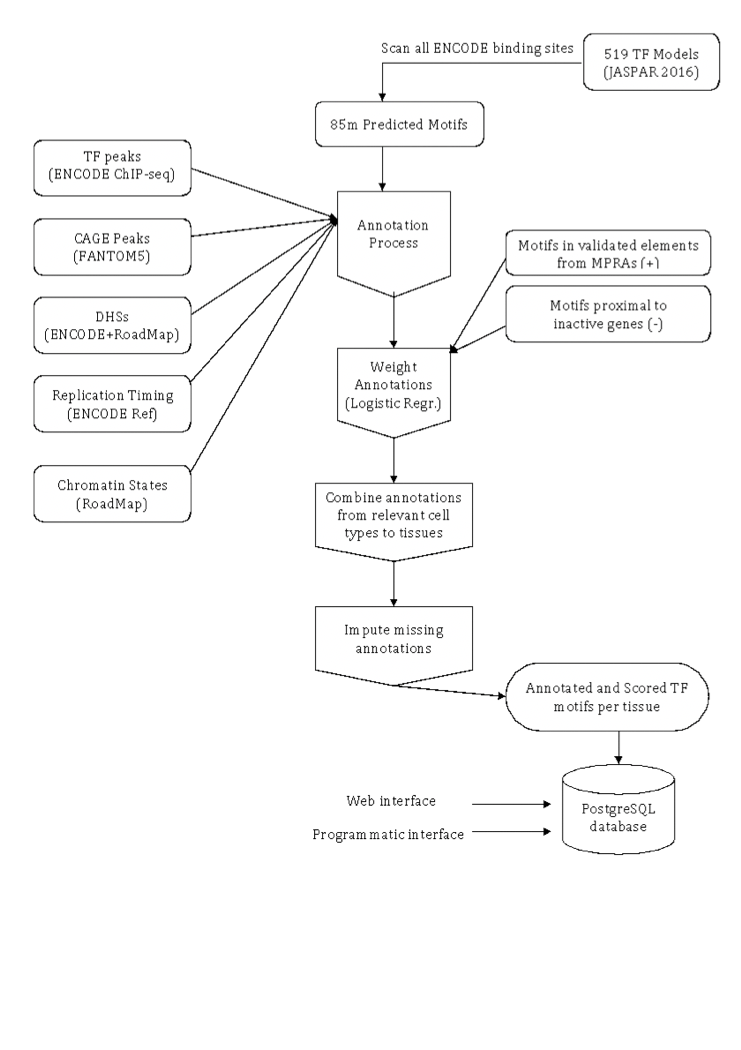 Scan all ENCODE binding sites
519 TF Models
(JASPAR 2016)
85m Predicted Motifs
TF peaks
(ENCODE ChIP-seq)
Annotation
Process
CAGE Peaks
(FANTOM5)
Motifs in validated elements
from MPRAs (+)
DHSs
(ENCODE+RoadMap)
Motifs proximal to
inactive genes (-)
Weight
Annotations
(Logistic Regr.)
Replication Timing
(ENCODE Ref)
Chromatin States
(RoadMap)
Combine annotations
from relevant cell
types to tissues
Impute missing
annotations
Annotated and Scored TF
motifs per tissue
Web interface
Programmatic interface
PostgreSQL
database